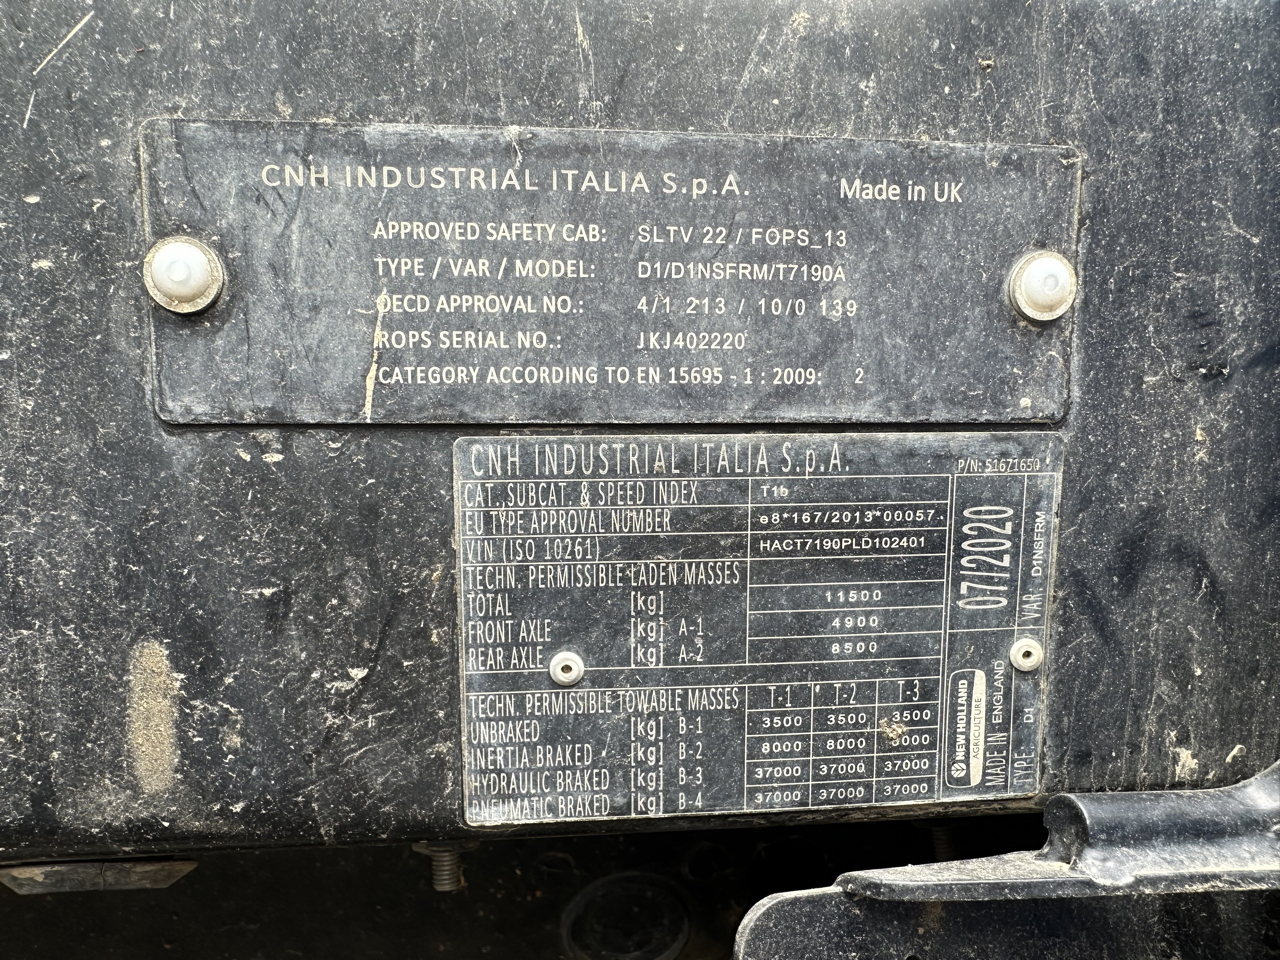 CNH INDUSTRIAL ITALIA S.p.A. Made in UK
APPROVED SAFETY CAB: SLTV 22 / FOPS_13
TYPE / VAR / MODEL: D1/D1NSFRM/T7190A
OECD APPROVAL NO.: 4/1 213 / 10/0 139
ROPS SERIAL NO.: JKJ402220
CATEGORY ACCORDING TO EN 15695 - 1 : 2009: 2
CNH INDUSTRIAL ITALIA S.p.A. P/N: 51671650
CAT., SUBCAT. & SPEED INDEX T1b
EU TYPE APPROVAL NUMBER e8*167/2013*00057.
VIN (ISO 10261) HACT7190PLD102401
TECHN. PERMISSIBLE LADEN MASSES
TOTAL [kg] 11500
FRONT AXLE [kg] A-1 4900
REAR AXLE [kg] A-2 8500
TECHN. PERMISSIBLE TOWABLE MASSES T-1 T-2 T-3
UNBRAKED [kg] B-1 3500 3500 3500
INERTIA BRAKED [kg] B-2 8000 8000 8000
HYDRAULIC BRAKED [kg] B-3 37000 37000 37000
PNEUMATIC BRAKED [kg] B-4 37000 37000 37000
07/2020
VAR. D1NSFRM
NEW HOLLAND
AGRICULTURE
MADE IN ENGLAND
TYPE: D1